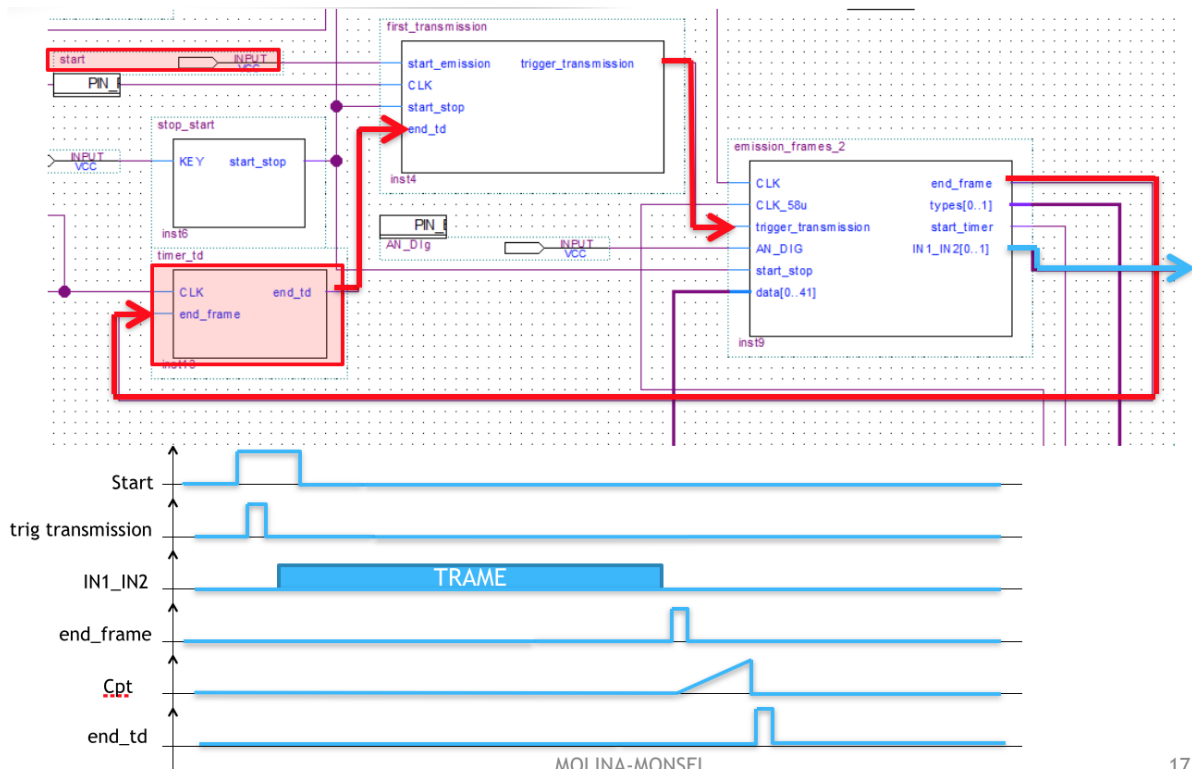 first_transmission
start INPUT
VCC
start_emission trigger_transmission
CLK
start_stop
end_td
inst4
PIN_
stop_start
INPUT
VCC
KEY start_stop
inst6
emission_frames_2
CLK end_frame
CLK_58u types[0..1]
trigger_transmission start_timer
AN_DIG IN1_IN2[0..1]
start_stop
data[0..41]
inst9
PIN_
AN_DIg INPUT
VCC
timer_td
CLK end_td
end_frame
inst13
Start
trig transmission
IN1_IN2 TRAME
end_frame
Cpt
end_td
MOLINA-MONSEL 17